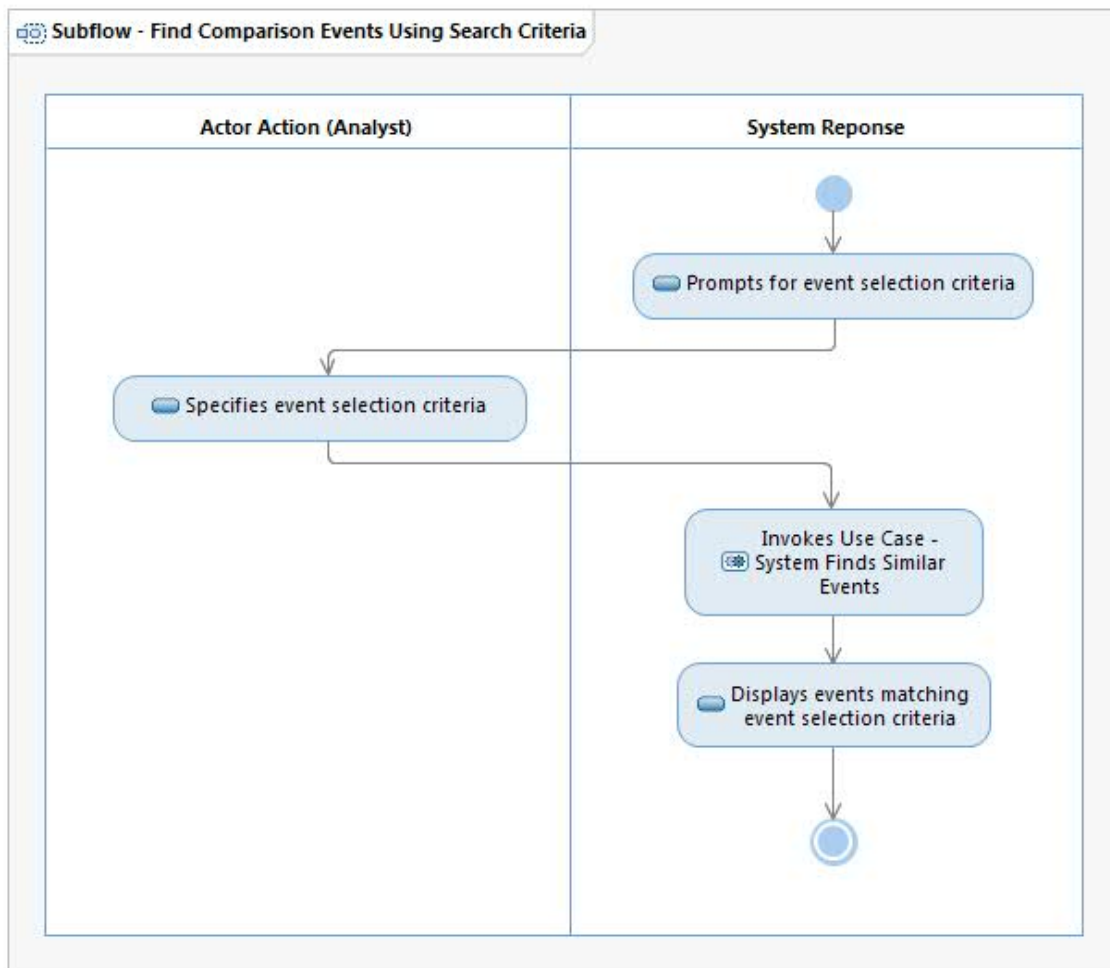 Subflow - Find Comparison Events Using Search Criteria
Actor Action (Analyst)
System Reponse
Prompts for event selection criteria
Specifies event selection criteria
Invokes Use Case -
System Finds Similar
Events
Displays events matching
event selection criteria